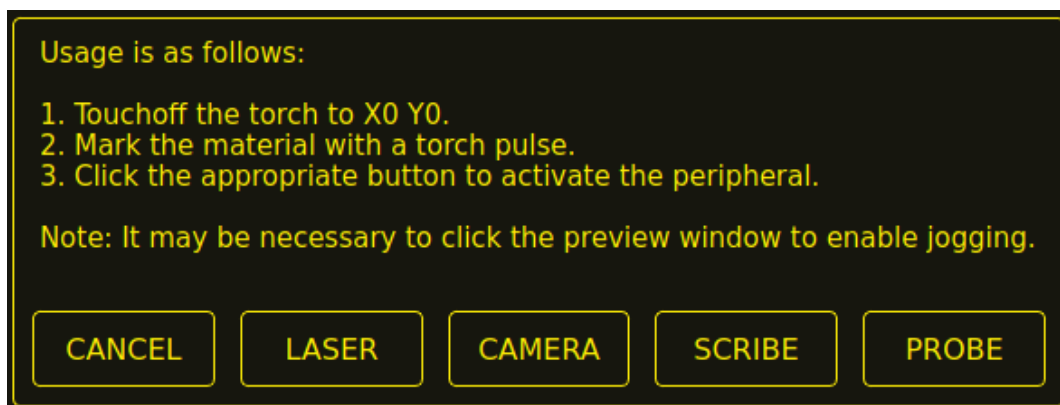 Usage is as follows:
1. Touchoff the torch to X0 Y0.
2. Mark the material with a torch pulse.
3. Click the appropriate button to activate the peripheral.
Note: It may be necessary to click the preview window to enable jogging.
CANCEL LASER CAMERA SCRIBE PROBE